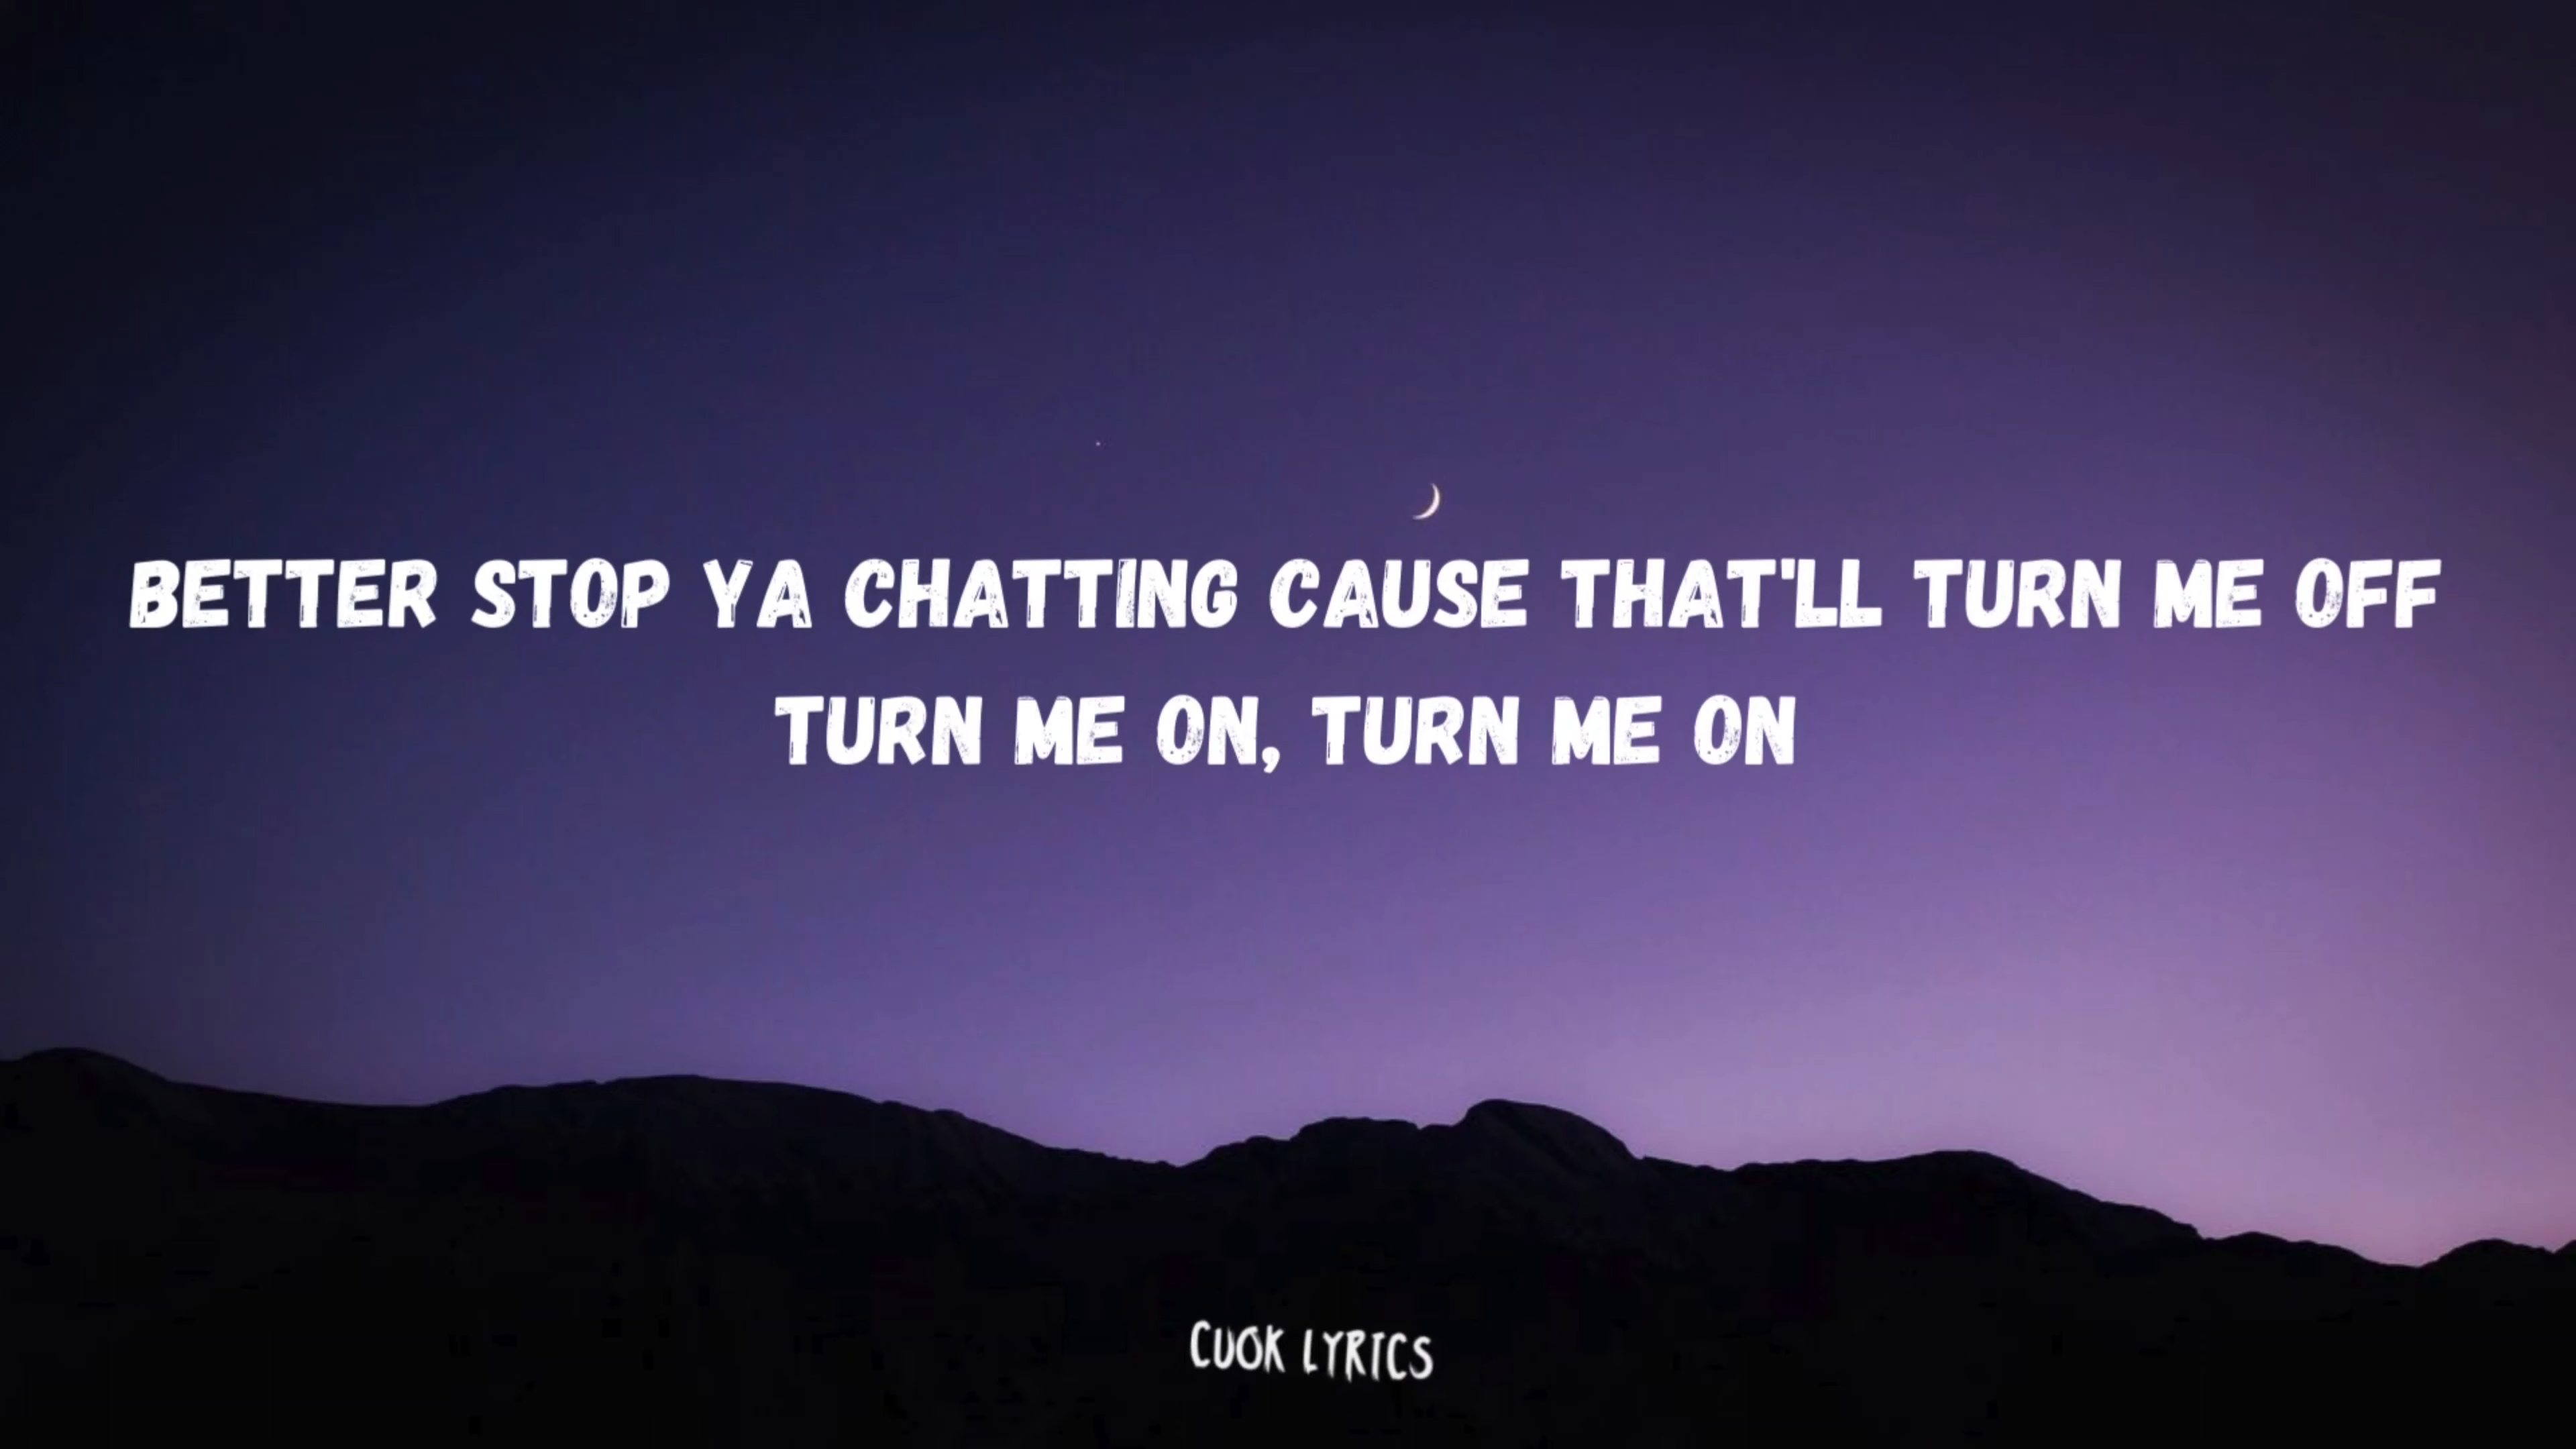 BETTER STOP YA CHATTING CAUSE THAT'LL TURN ME OFF
TURN ME ON, TURN ME ON
CUOK LYRICS